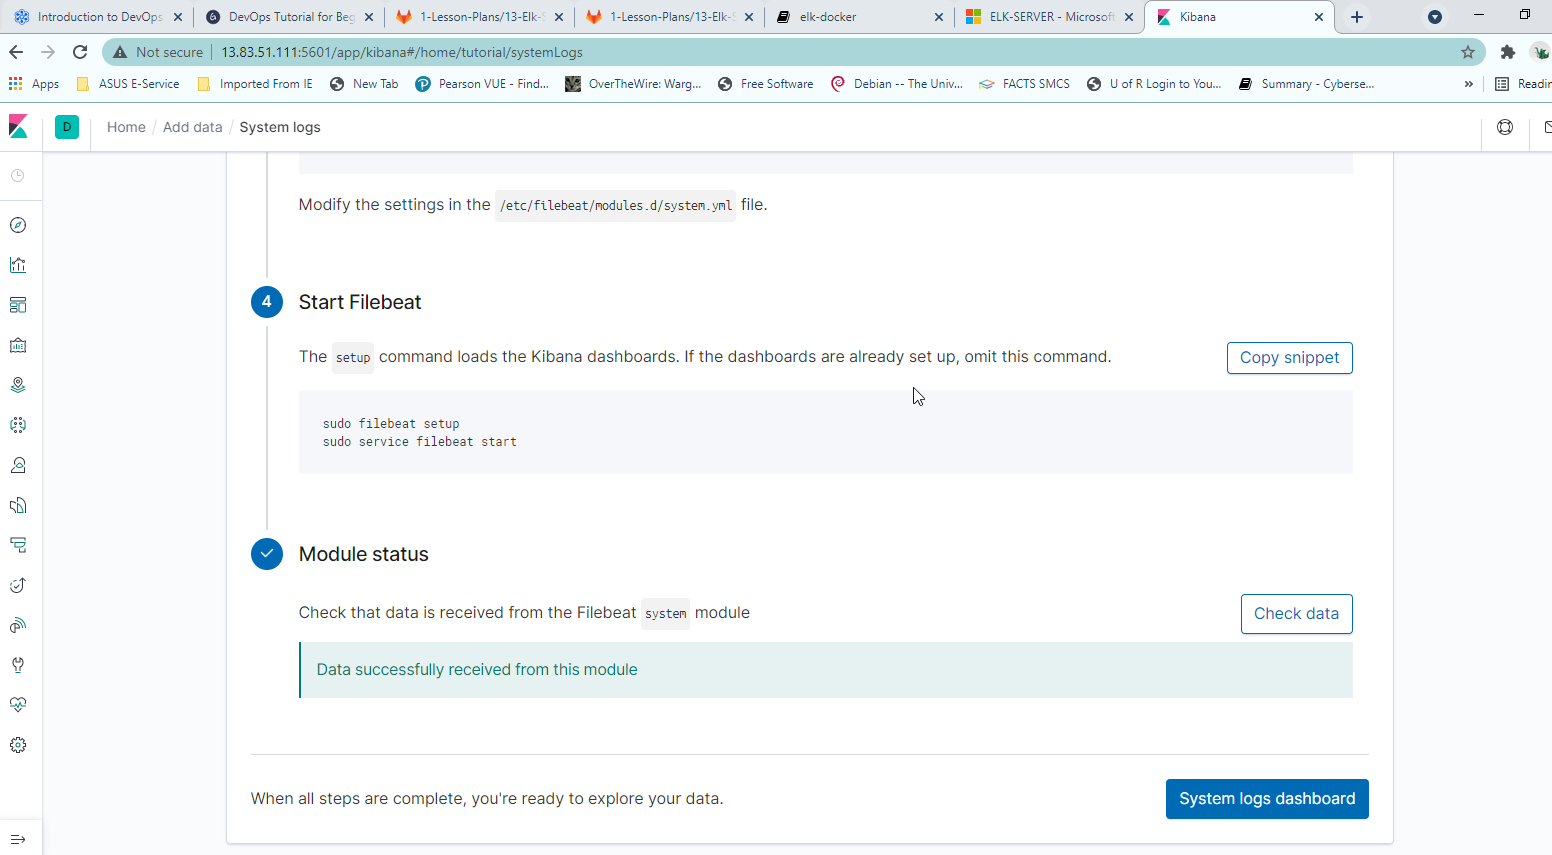 Introduction to DevOps
DevOps Tutorial for Beg
1-Lesson-Plans/13-Elk-S
1-Lesson-Plans/13-Elk-S
elk-docker
ELK-SERVER - Microsoft
Kibana
Not secure
13.83.51.111:5601/app/kibana#/home/tutorial/systemLogs
Apps
ASUS E-Service
Imported From IE
New Tab
Pearson VUE - Find...
OverTheWire: Warg...
Free Software
Debian -- The Univ...
FACTS SMCS
U of R Login to You...
Summary - Cyberse...
»
Readin
D
Home / Add data / System logs
Modify the settings in the /etc/filebeat/modules.d/system.yml file.
4
Start Filebeat
The setup command loads the Kibana dashboards. If the dashboards are already set up, omit this command.
Copy snippet
sudo filebeat setup
sudo service filebeat start
Module status
Check that data is received from the Filebeat system module
Check data
Data successfully received from this module
When all steps are complete, you're ready to explore your data.
System logs dashboard